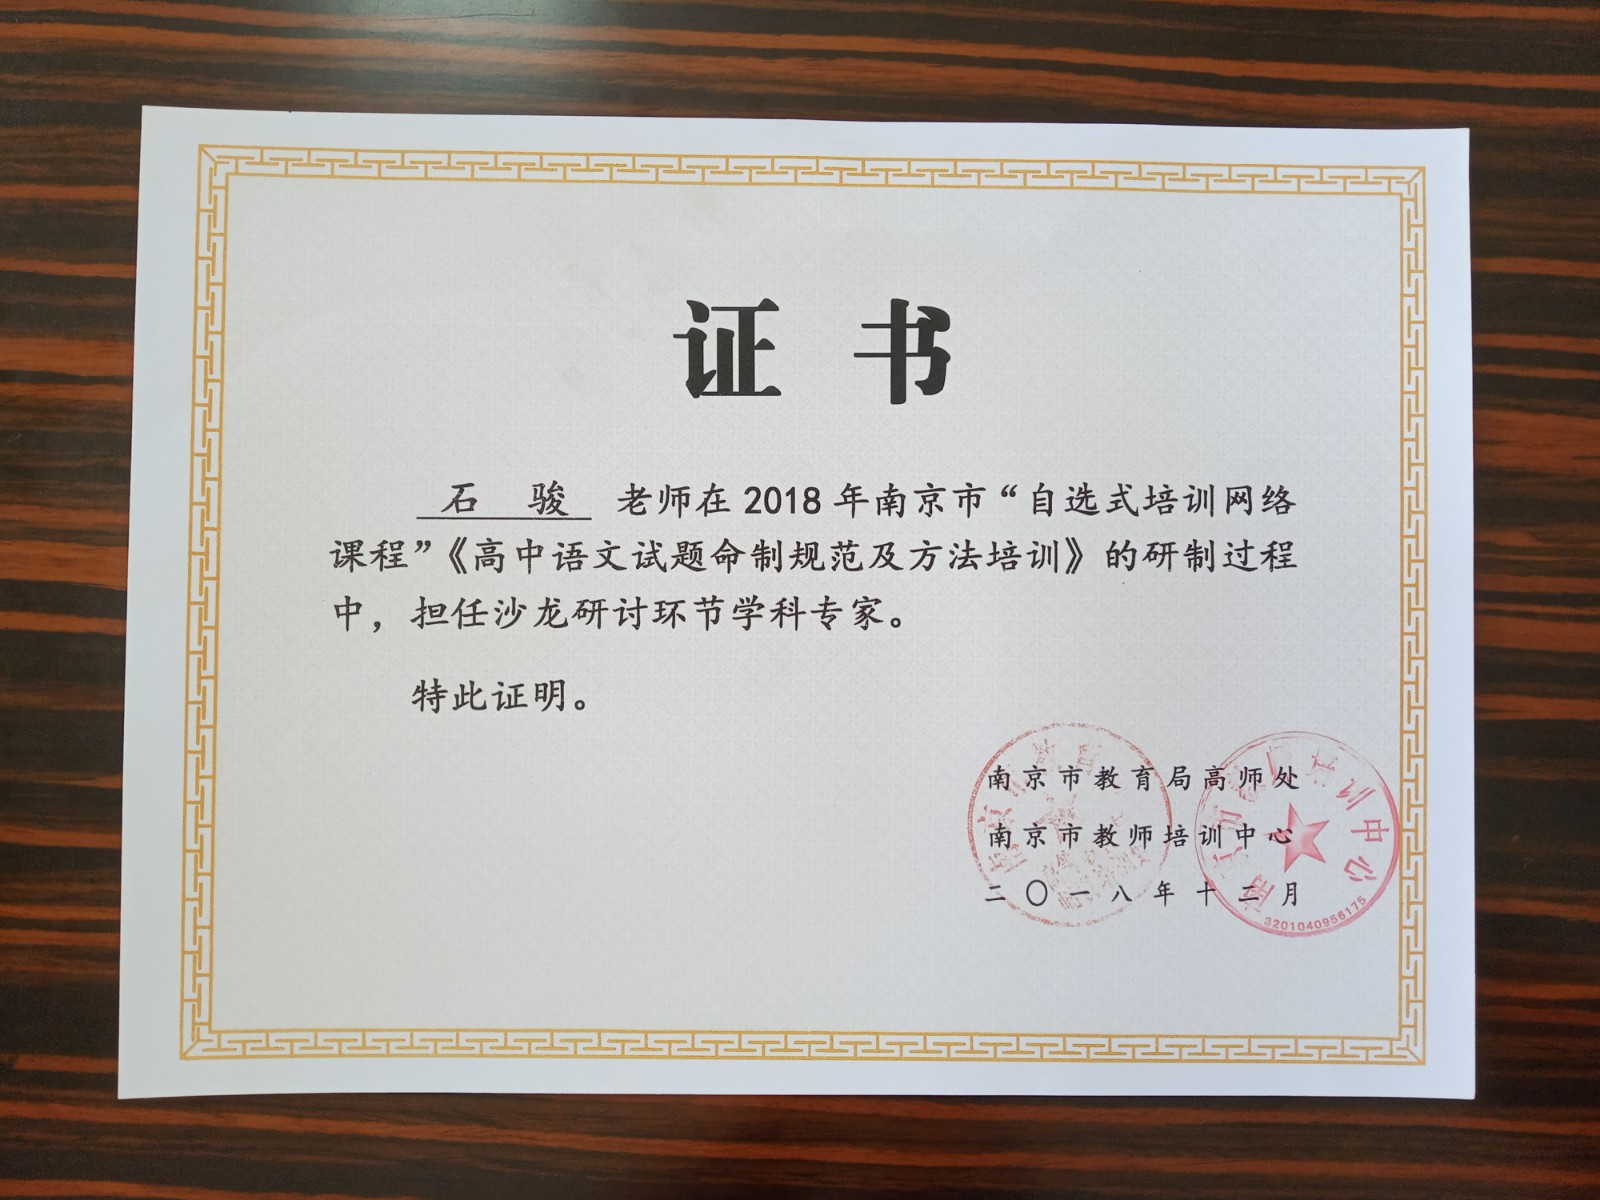 证 书
石 骏 老师在 2018 年南京市“自选式培训网络
课程”《高中语文试题命制规范及方法培训》的研制过程
中，担任沙龙研讨环节学科专家。
特此证明。
南京市教育局高师处
南京市教师培训中心
二〇一八年十二月
3201040956175